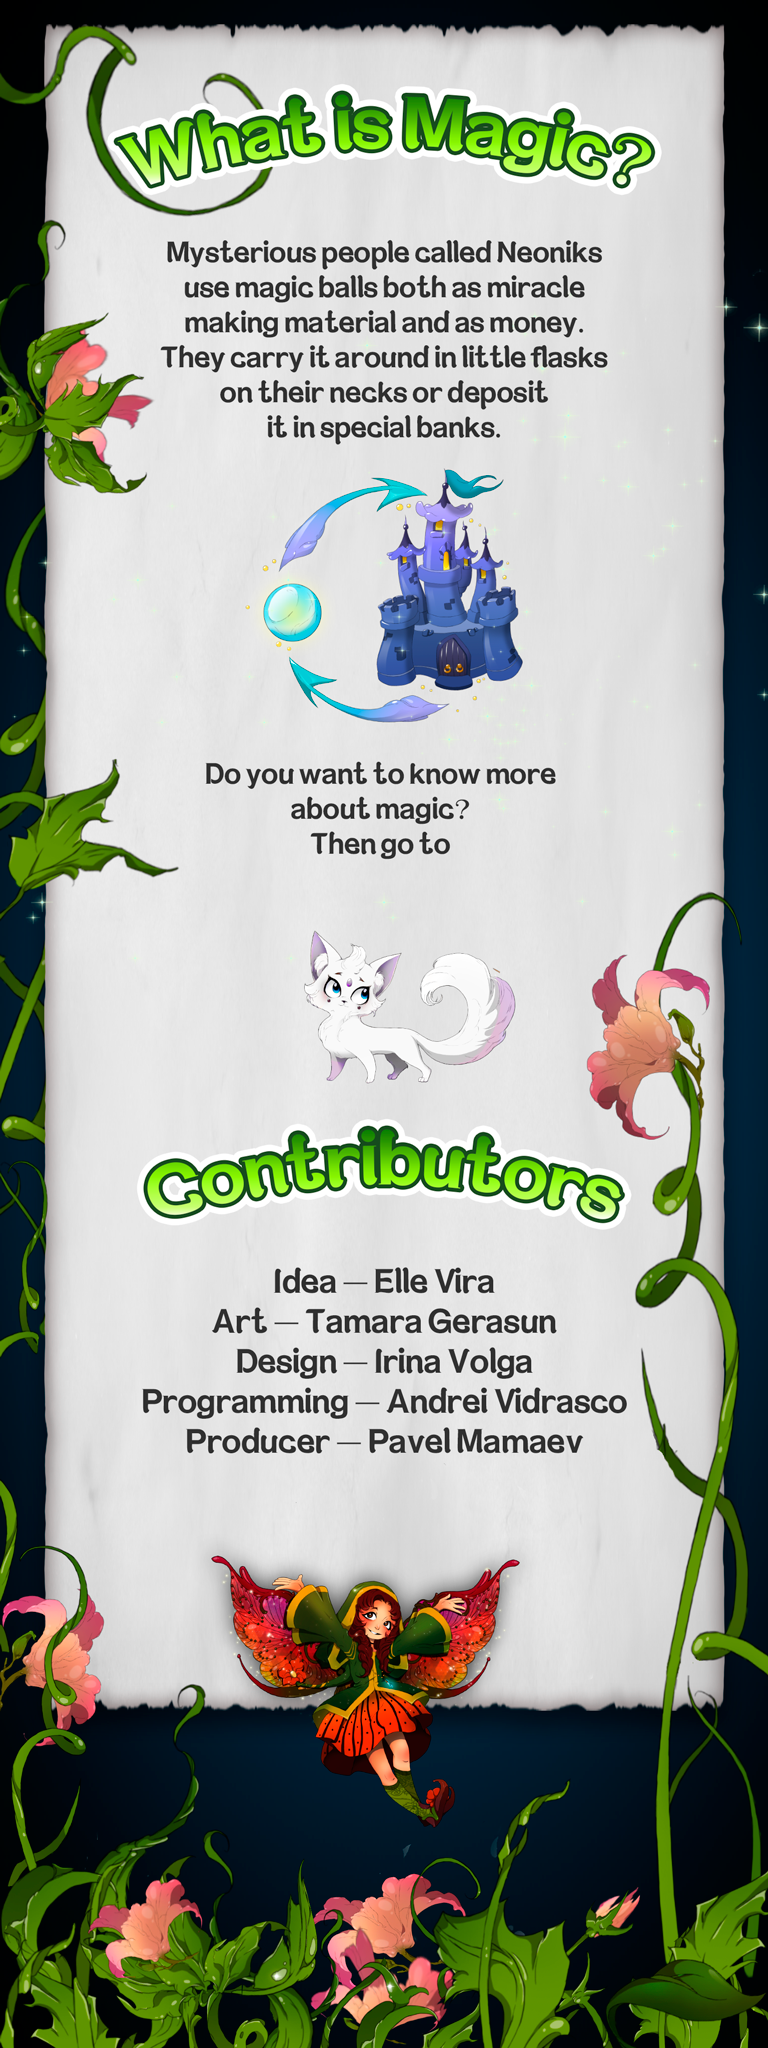 What is Magic?
Mysterious people called Neoniks
use magic balls both as miracle
making material and as money.
They carry it around in little flasks
on their necks or deposit
it in special banks.
Do you want to know more
about magic?
Then go to
Contributors
Idea — Elle Vira
Art — Tamara Gerasun
Design — Irina Volga
Programming — Andrei Vidrasco
Producer — Pavel Mamaev